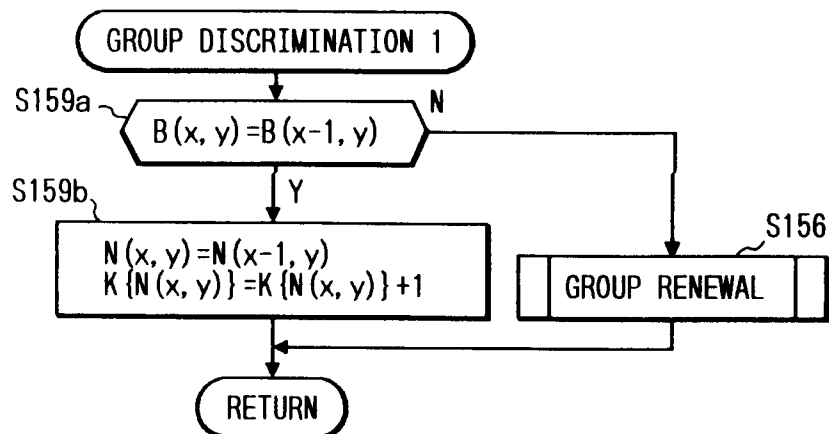 GROUP DISCRIMINATION 1
S159a
B(x, y)=B(x-1, y)
N
Y
S159b
N(x, y)=N(x-1, y)
K{N(x, y)}=K{N(x, y)}+1
S156
GROUP RENEWAL
RETURN